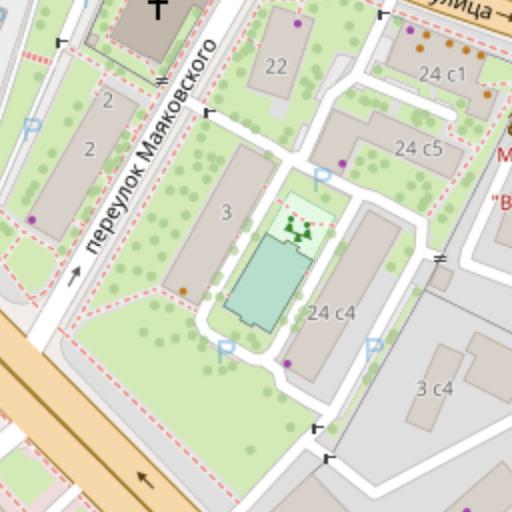 улица →
22
24 с1
2
P
2
переулок Маяковского
24 с5
P
М
"В
3
24 с4
P
P
3 с4